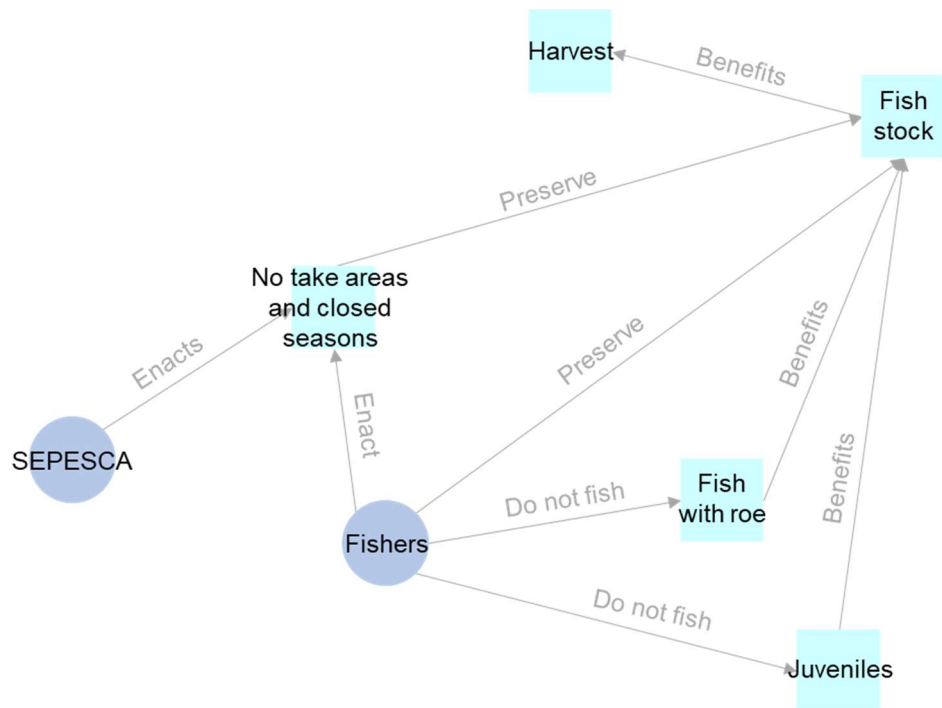 Harvest
Benefits
Fish
stock
Preserve
No take areas
and closed
seasons
Enacts
Preserve
Benefits
Enact
SEPESCA
Benefits
Do not fish
Fish
with roe
Fishers
Do not fish
Juveniles